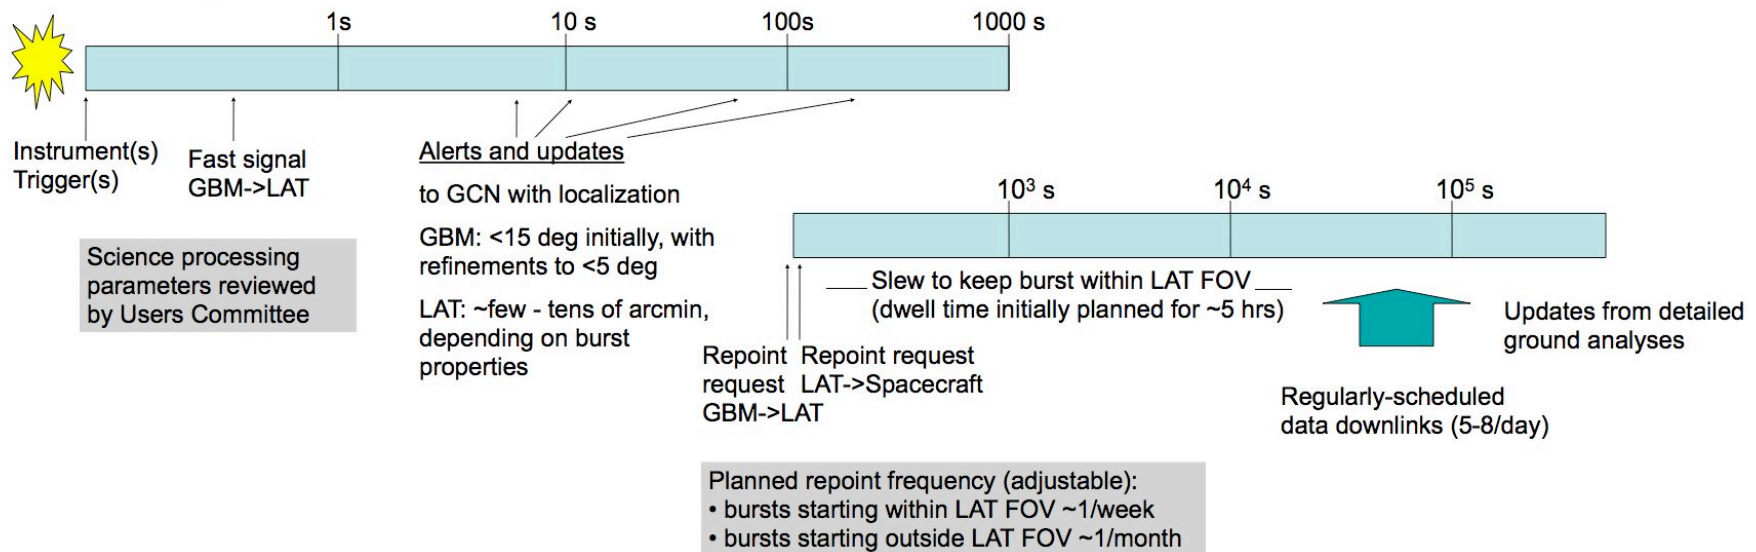 1s
10 s
100s
1000 s
Instrument(s)
Trigger(s)
Fast signal
GBM->LAT
Alerts and updates
to GCN with localization
GBM: <15 deg initially, with
refinements to <5 deg
LAT: ~few - tens of arcmin,
depending on burst
properties
Science processing
parameters reviewed
by Users Committee
10³ s
10⁴ s
10⁵ s
Slew to keep burst within LAT FOV
(dwell time initially planned for ~5 hrs)
Repoint
request
GBM->LAT
Repoint request
LAT->Spacecraft
Updates from detailed
ground analyses
Regularly-scheduled
data downlinks (5-8/day)
Planned repoint frequency (adjustable):
• bursts starting within LAT FOV ~1/week
• bursts starting outside LAT FOV ~1/month